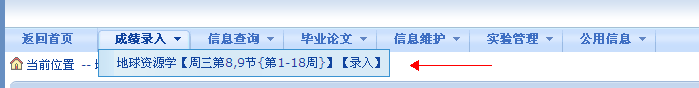 返回首页 成绩录入 信息查询 毕业论文 信息维护 实验管理 公用信息
地球资源学【周三第8,9节{第1-18周}】【录入】
当前位置 --